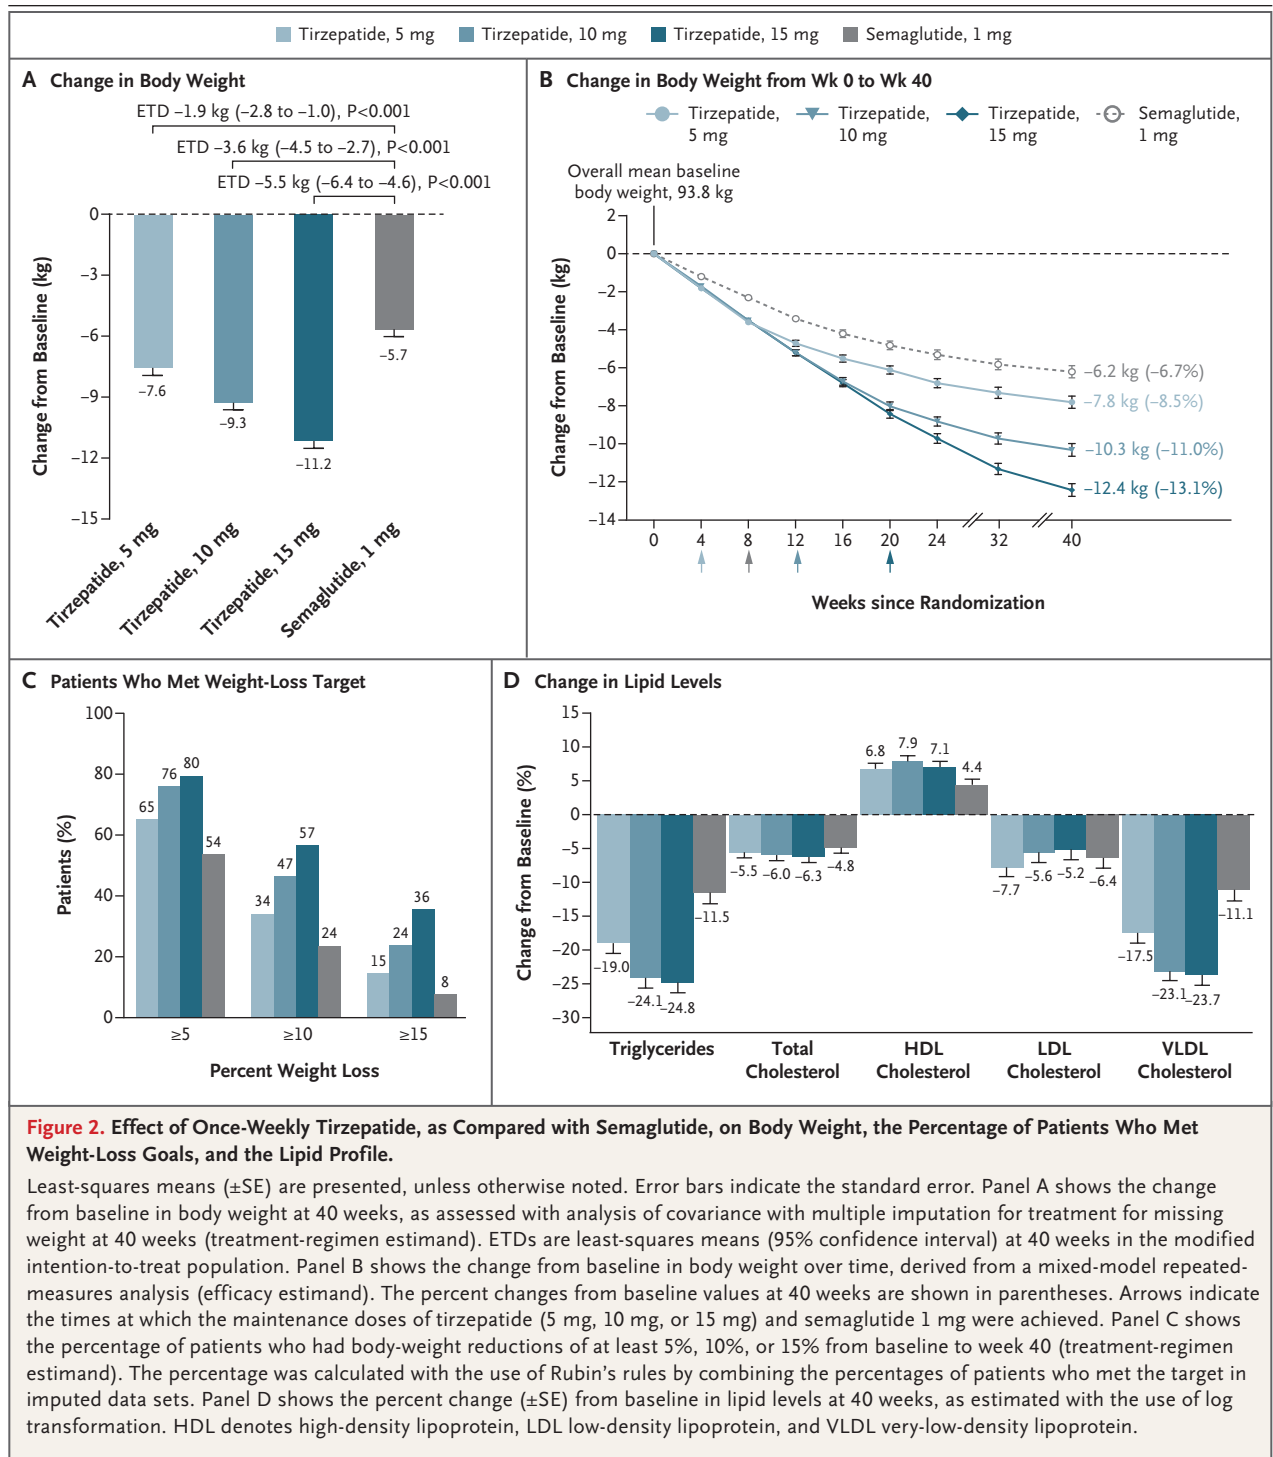 Tirzepatide, 5 mg Tirzepatide, 10 mg Tirzepatide, 15 mg Semaglutide, 1 mg
A Change in Body Weight
ETD –1.9 kg (–2.8 to –1.0), P<0.001
ETD –3.6 kg (–4.5 to –2.7), P<0.001
ETD –5.5 kg (–6.4 to –4.6), P<0.001
Change from Baseline (kg)
0
–3
–6
–9
–12
–15
–7.6
–9.3
–11.2
–5.7
Tirzepatide, 5 mg
Tirzepatide, 10 mg
Tirzepatide, 15 mg
Semaglutide, 1 mg
B Change in Body Weight from Wk 0 to Wk 40
Tirzepatide, 5 mg
Tirzepatide, 10 mg
Tirzepatide, 15 mg
Semaglutide, 1 mg
Overall mean baseline
body weight, 93.8 kg
Change from Baseline (kg)
2
0
–2
–4
–6
–8
–10
–12
–14
–6.2 kg (–6.7%)
–7.8 kg (–8.5%)
–10.3 kg (–11.0%)
–12.4 kg (–13.1%)
0 4 8 12 16 20 24 32 40
Weeks since Randomization
C Patients Who Met Weight-Loss Target
Patients (%)
100
80
60
40
20
0
65 76 80 54
34 47 57 24
15 24 36 8
≥5 ≥10 ≥15
Percent Weight Loss
D Change in Lipid Levels
Change from Baseline (%)
15
10
5
0
–5
–10
–15
–20
–25
–30
–19.0 –24.1 –24.8 –11.5
–5.5 –6.0 –6.3 –4.8
6.8 7.9 7.1 4.4
–7.7 –5.6 –5.2 –6.4
–17.5 –23.1 –23.7 –11.1
Triglycerides
Total
Cholesterol
HDL
Cholesterol
LDL
Cholesterol
VLDL
Cholesterol
Figure 2. Effect of Once-Weekly Tirzepatide, as Compared with Semaglutide, on Body Weight, the Percentage of Patients Who Met
Weight-Loss Goals, and the Lipid Profile.
Least-squares means (±SE) are presented, unless otherwise noted. Error bars indicate the standard error. Panel A shows the change
from baseline in body weight at 40 weeks, as assessed with analysis of covariance with multiple imputation for treatment for missing
weight at 40 weeks (treatment-regimen estimand). ETDs are least-squares means (95% confidence interval) at 40 weeks in the modified
intention-to-treat population. Panel B shows the change from baseline in body weight over time, derived from a mixed-model repeated-
measures analysis (efficacy estimand). The percent changes from baseline values at 40 weeks are shown in parentheses. Arrows indicate
the times at which the maintenance doses of tirzepatide (5 mg, 10 mg, or 15 mg) and semaglutide 1 mg were achieved. Panel C shows
the percentage of patients who had body-weight reductions of at least 5%, 10%, or 15% from baseline to week 40 (treatment-regimen
estimand). The percentage was calculated with the use of Rubin’s rules by combining the percentages of patients who met the target in
imputed data sets. Panel D shows the percent change (±SE) from baseline in lipid levels at 40 weeks, as estimated with the use of log
transformation. HDL denotes high-density lipoprotein, LDL low-density lipoprotein, and VLDL very-low-density lipoprotein.